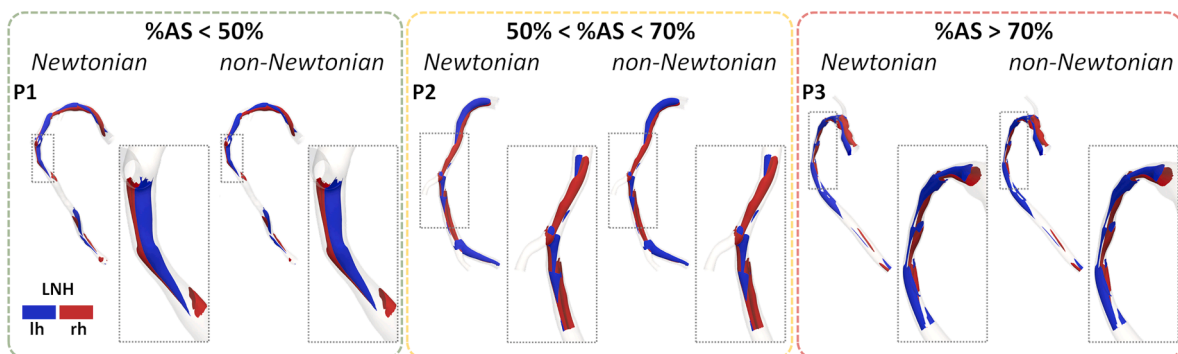 %AS < 50%
Newtonian non-Newtonian
P1
LNH
lh rh
50% < %AS < 70%
Newtonian non-Newtonian
P2
%AS > 70%
Newtonian non-Newtonian
P3